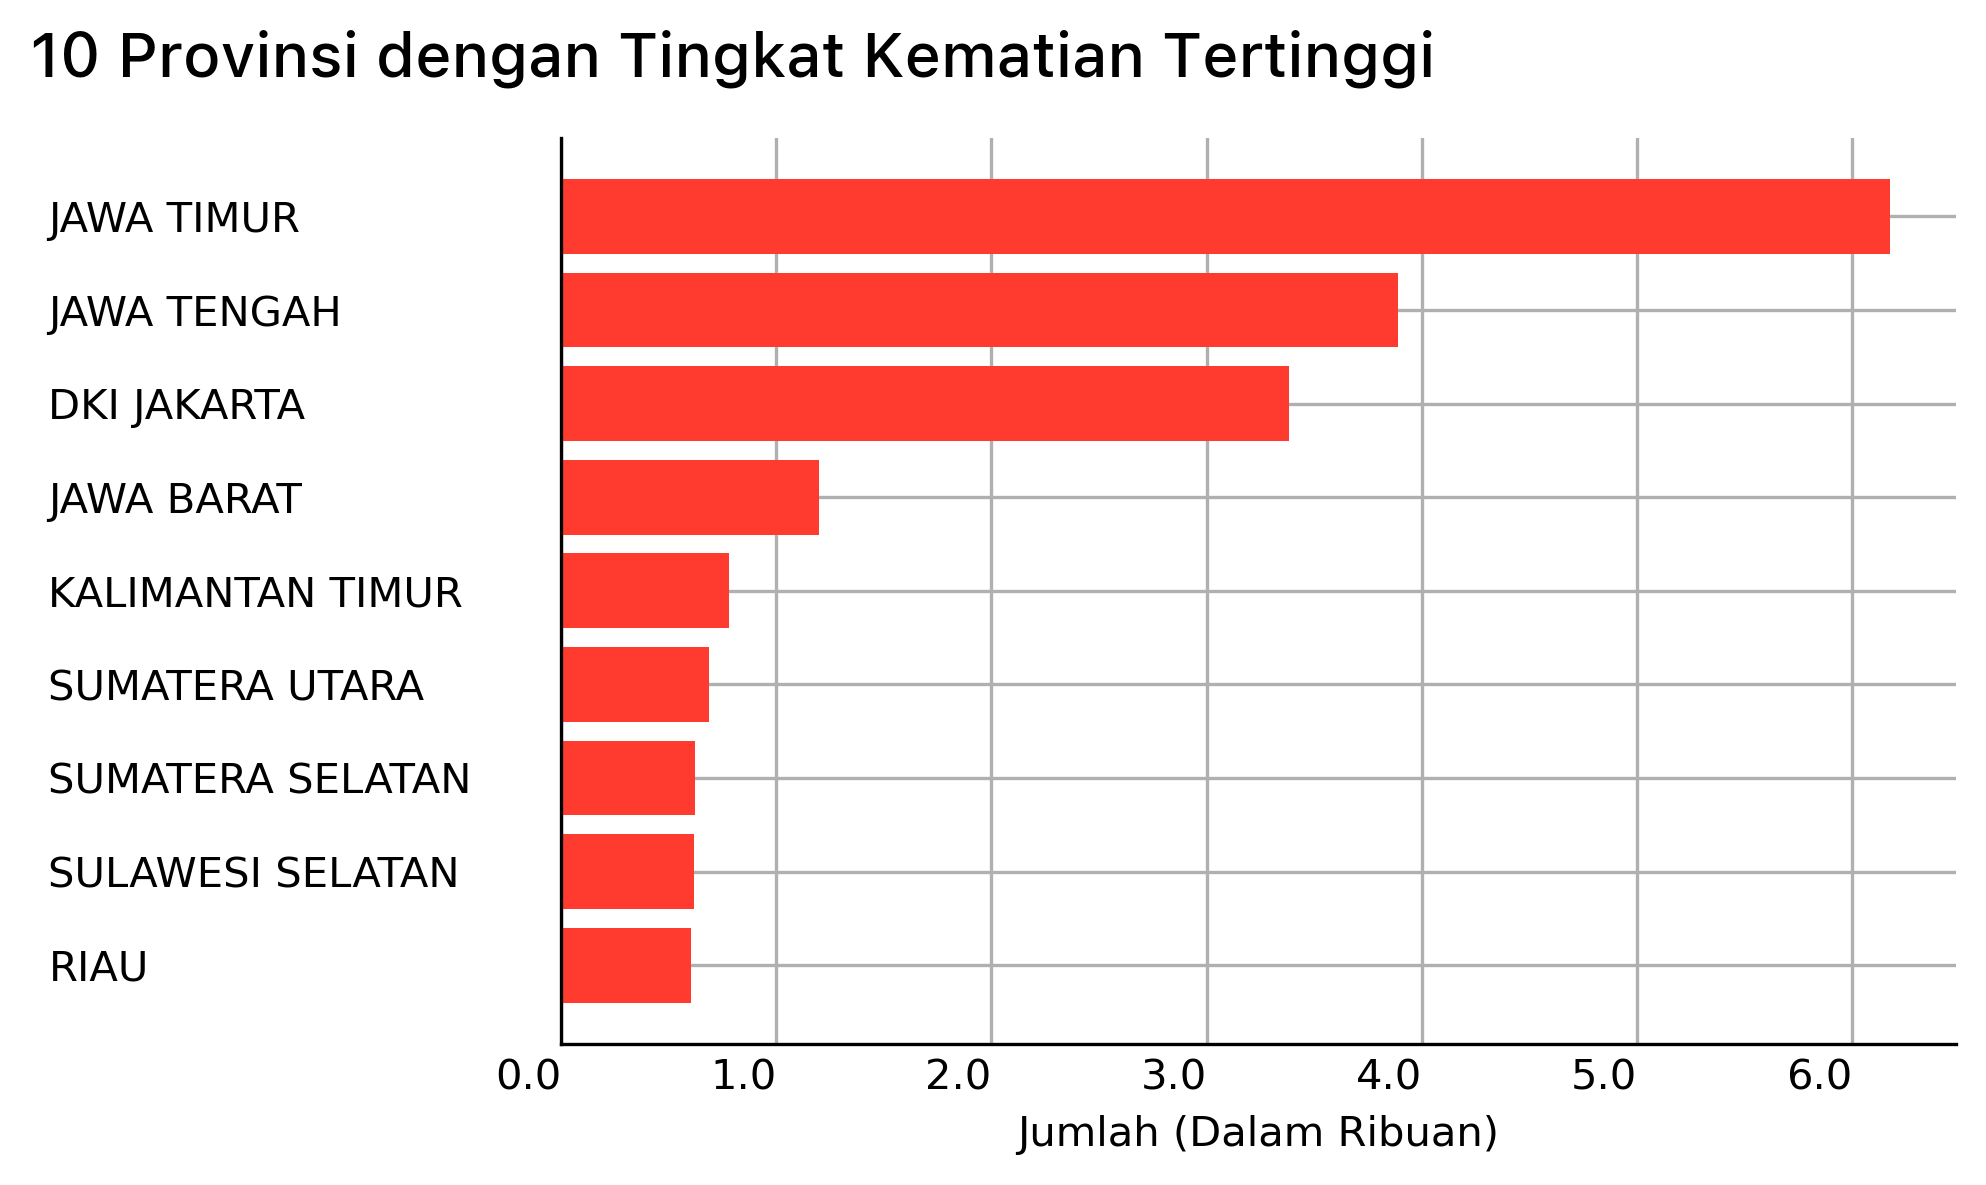 10 Provinsi dengan Tingkat Kematian Tertinggi
JAWA TIMUR
JAWA TENGAH
DKI JAKARTA
JAWA BARAT
KALIMANTAN TIMUR
SUMATERA UTARA
SUMATERA SELATAN
SULAWESI SELATAN
RIAU
0.0 1.0 2.0 3.0 4.0 5.0 6.0
Jumlah (Dalam Ribuan)